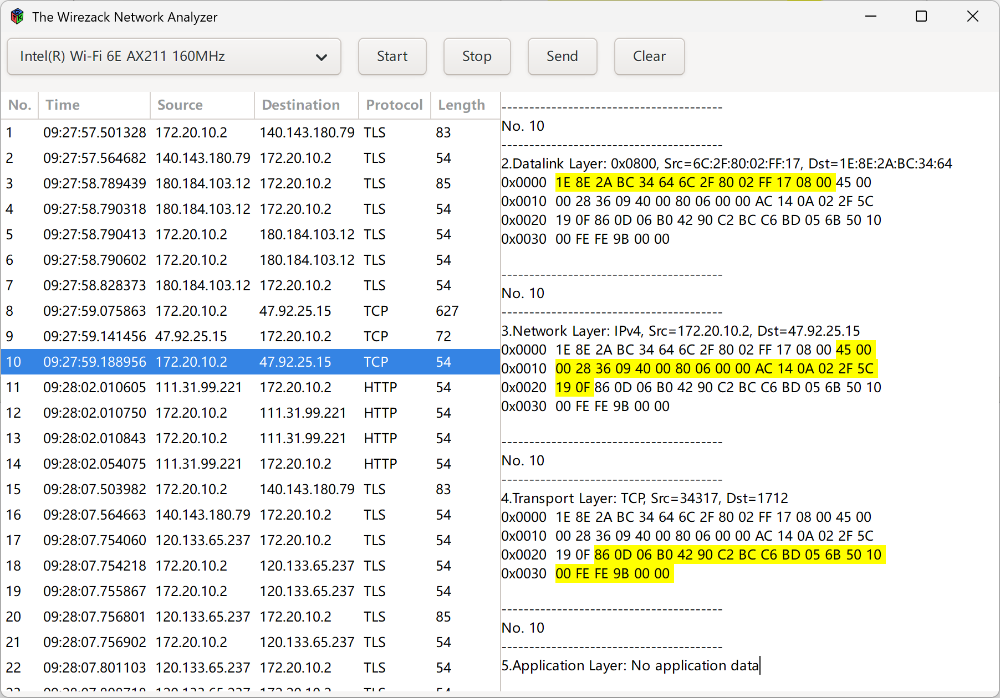 The Wirezack Network Analyzer
Intel(R) Wi-Fi 6E AX211 160MHz Start Stop Send Clear
No. Time Source Destination Protocol Length
1 09:27:57.501328 172.20.10.2 140.143.180.79 TLS 83
2 09:27:57.564682 140.143.180.79 172.20.10.2 TLS 54
3 09:27:58.789439 180.184.103.12 172.20.10.2 TLS 85
4 09:27:58.790318 180.184.103.12 172.20.10.2 TLS 54
5 09:27:58.790413 172.20.10.2 180.184.103.12 TLS 54
6 09:27:58.790602 172.20.10.2 180.184.103.12 TLS 54
7 09:27:58.828373 180.184.103.12 172.20.10.2 TLS 54
8 09:27:59.075863 172.20.10.2 47.92.25.15 TCP 627
9 09:27:59.141456 47.92.25.15 172.20.10.2 TCP 72
10 09:27:59.188956 172.20.10.2 47.92.25.15 TCP 54
11 09:28:02.010605 111.31.99.221 172.20.10.2 HTTP 54
12 09:28:02.010750 172.20.10.2 111.31.99.221 HTTP 54
13 09:28:02.010843 172.20.10.2 111.31.99.221 HTTP 54
14 09:28:02.054075 111.31.99.221 172.20.10.2 HTTP 54
15 09:28:07.503982 172.20.10.2 140.143.180.79 TLS 83
16 09:28:07.564663 140.143.180.79 172.20.10.2 TLS 54
17 09:28:07.754060 120.133.65.237 172.20.10.2 TLS 54
18 09:28:07.754218 172.20.10.2 120.133.65.237 TLS 54
19 09:28:07.755867 172.20.10.2 120.133.65.237 TLS 54
20 09:28:07.756801 120.133.65.237 172.20.10.2 TLS 85
21 09:28:07.756902 172.20.10.2 120.133.65.237 TLS 54
22 09:28:07.801103 120.133.65.237 172.20.10.2 TLS 54
----------------------------------------
No. 10
----------------------------------------
2.Datalink Layer: 0x0800, Src=6C:2F:80:02:FF:17, Dst=1E:8E:2A:BC:34:64
0x0000 1E 8E 2A BC 34 64 6C 2F 80 02 FF 17 08 00 45 00
0x0010 00 28 36 09 40 00 80 06 00 00 AC 14 0A 02 2F 5C
0x0020 19 0F 86 0D 06 B0 42 90 C2 BC C6 BD 05 6B 50 10
0x0030 00 FE FE 9B 00 00
----------------------------------------
No. 10
----------------------------------------
3.Network Layer: IPv4, Src=172.20.10.2, Dst=47.92.25.15
0x0000 1E 8E 2A BC 34 64 6C 2F 80 02 FF 17 08 00 45 00
0x0010 00 28 36 09 40 00 80 06 00 00 AC 14 0A 02 2F 5C
0x0020 19 0F 86 0D 06 B0 42 90 C2 BC C6 BD 05 6B 50 10
0x0030 00 FE FE 9B 00 00
----------------------------------------
No. 10
----------------------------------------
4.Transport Layer: TCP, Src=34317, Dst=1712
0x0000 1E 8E 2A BC 34 64 6C 2F 80 02 FF 17 08 00 45 00
0x0010 00 28 36 09 40 00 80 06 00 00 AC 14 0A 02 2F 5C
0x0020 19 0F 86 0D 06 B0 42 90 C2 BC C6 BD 05 6B 50 10
0x0030 00 FE FE 9B 00 00
----------------------------------------
No. 10
----------------------------------------
5.Application Layer: No application data